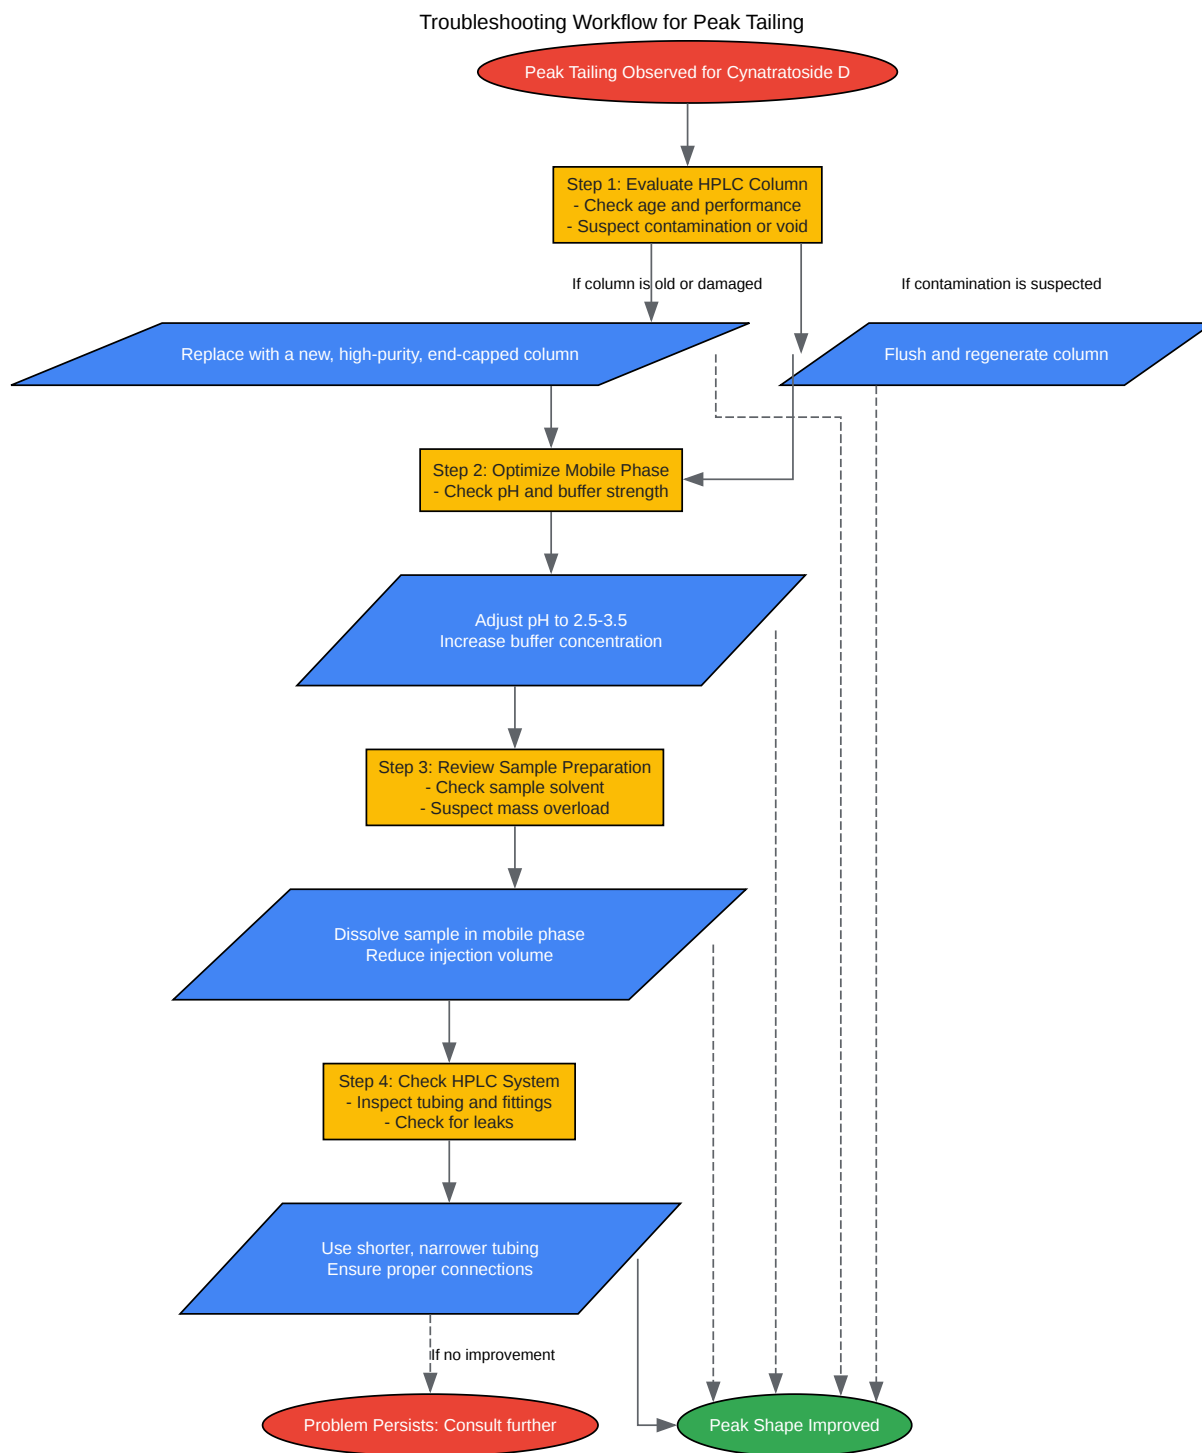 Troubleshooting Workflow for Peak Tailing
Peak Tailing Observed for Cynatratoside D
Step 1: Evaluate HPLC Column
- Check age and performance
- Suspect contamination or void
If column is old or damaged
If contamination is suspected
Replace with a new, high-purity, end-capped column
Flush and regenerate column
Step 2: Optimize Mobile Phase
- Check pH and buffer strength
Adjust pH to 2.5-3.5
Increase buffer concentration
Step 3: Review Sample Preparation
- Check sample solvent
- Suspect mass overload
Dissolve sample in mobile phase
Reduce injection volume
Step 4: Check HPLC System
- Inspect tubing and fittings
- Check for leaks
Use shorter, narrower tubing
Ensure proper connections
If no improvement
Problem Persists: Consult further
Peak Shape Improved